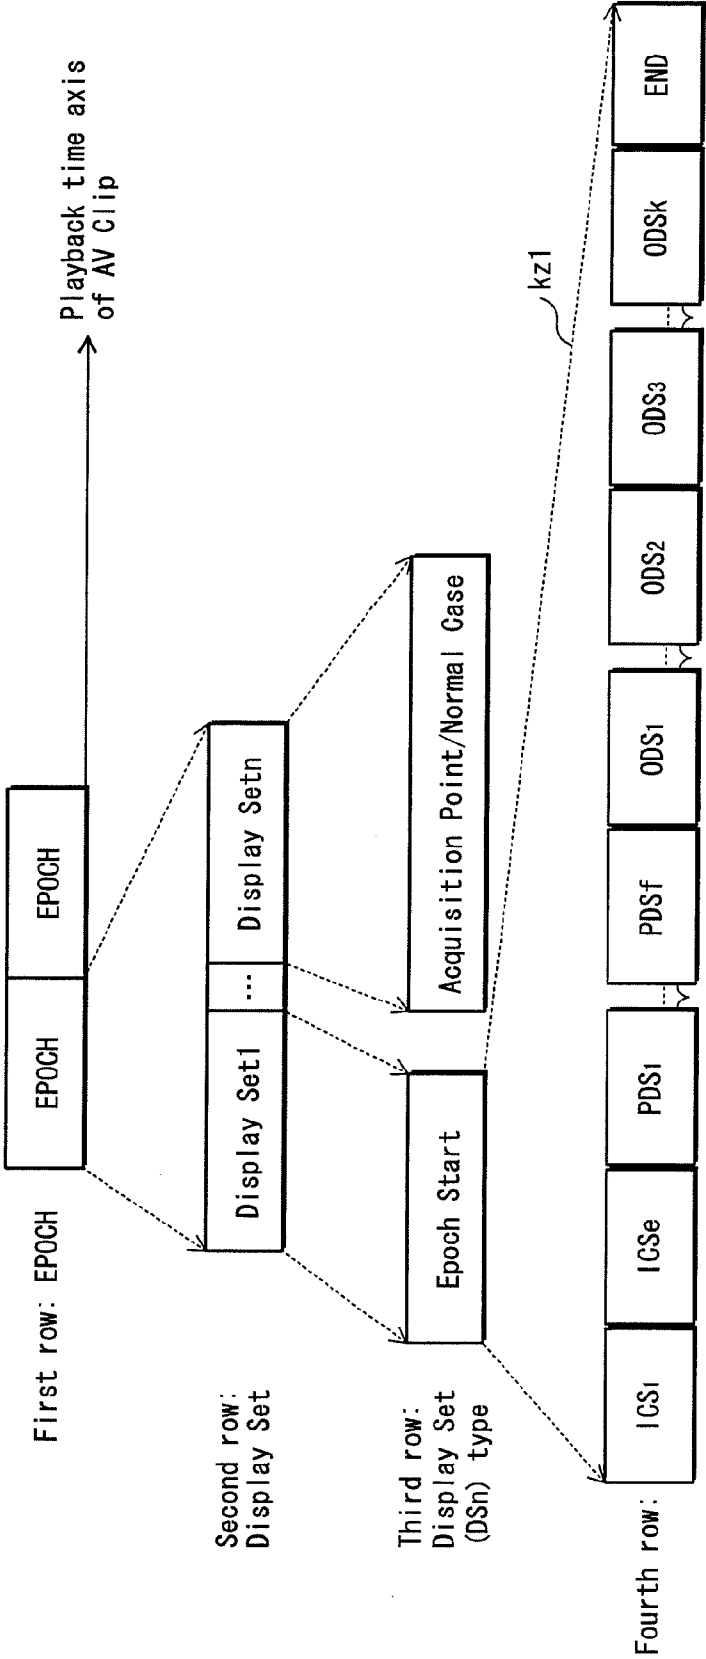 First row: EPOCH
EPOCH
EPOCH
Playback time axis
of AV Clip
Second row:
Display Set
Display Set1
...
Display Setn
Third row:
Display Set
(DSn) type
Epoch Start
Acquisition Point/Normal Case
kz1
Fourth row:
ICS1
ICSe
PDS1
PDSf
ODS1
ODS2
ODS3
ODSk
END